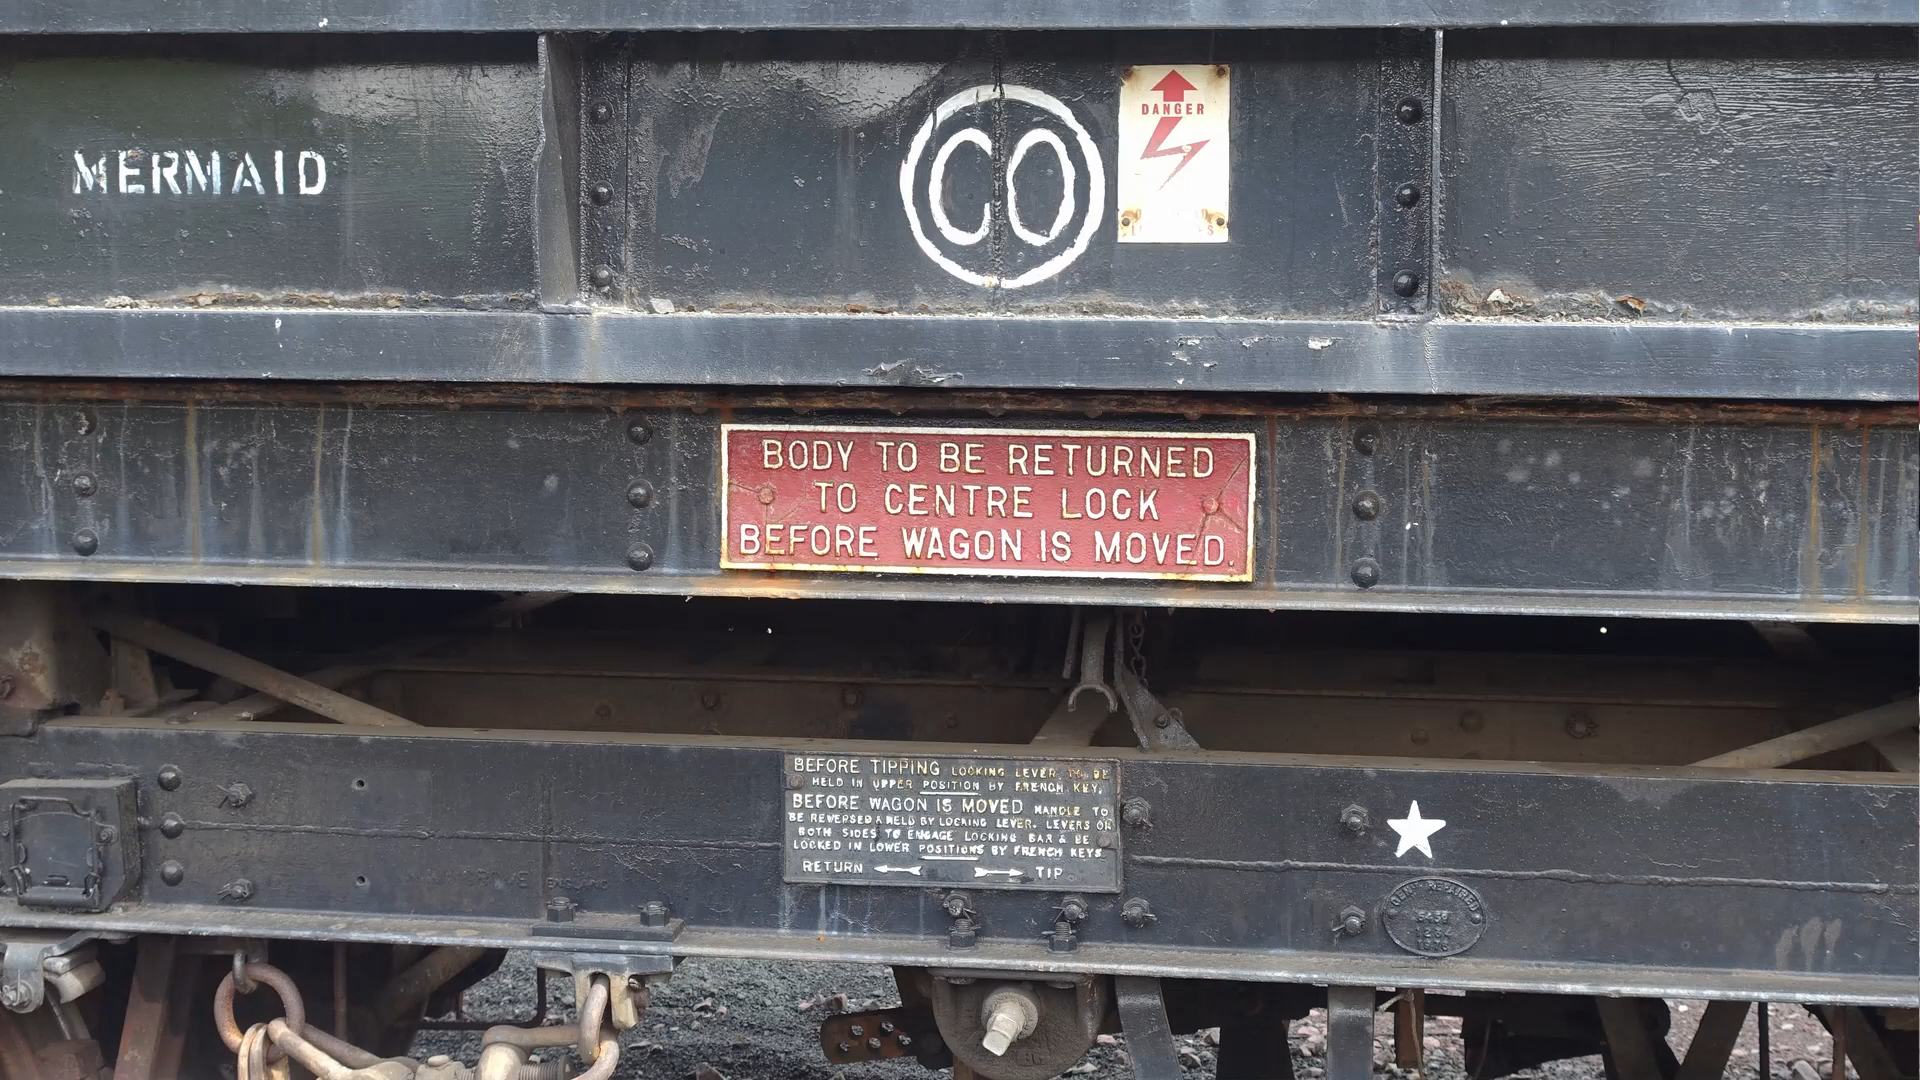 MERMAID
CO
DANGER
BODY TO BE RETURNED
TO CENTRE LOCK
BEFORE WAGON IS MOVED.
BEFORE TIPPING LOCKING LEVER TO BE
HELD IN UPPER POSITION BY FRENCH KEY.
BEFORE WAGON IS MOVED HANDLE TO
BE REVERSED & HELD BY LOCKING LEVER. LEVERS ON
BOTH SIDES TO ENGAGE LOCKING BAR & BE
LOCKED IN LOWER POSITIONS BY FRENCH KEYS
RETURN TIP
REPAIRED